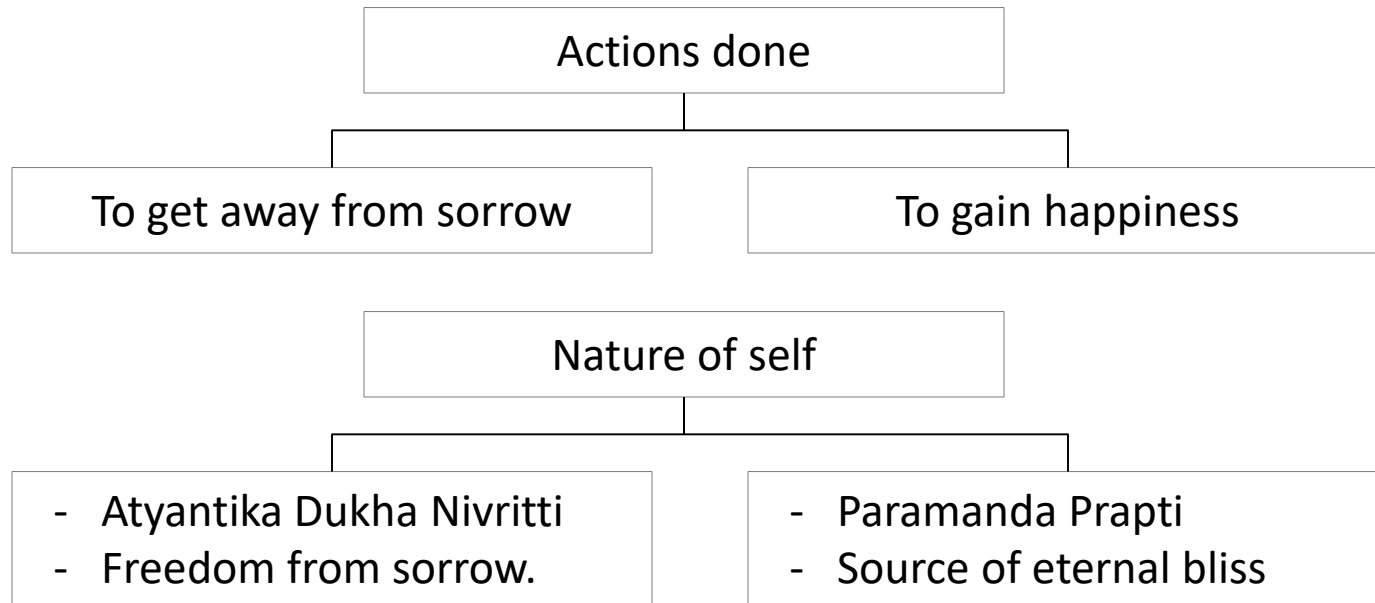 Actions done
To get away from sorrow
To gain happiness
Nature of self
- Atyantika Dukha Nivritti
- Freedom from sorrow.
- Paramanda Prapti
- Source of eternal bliss